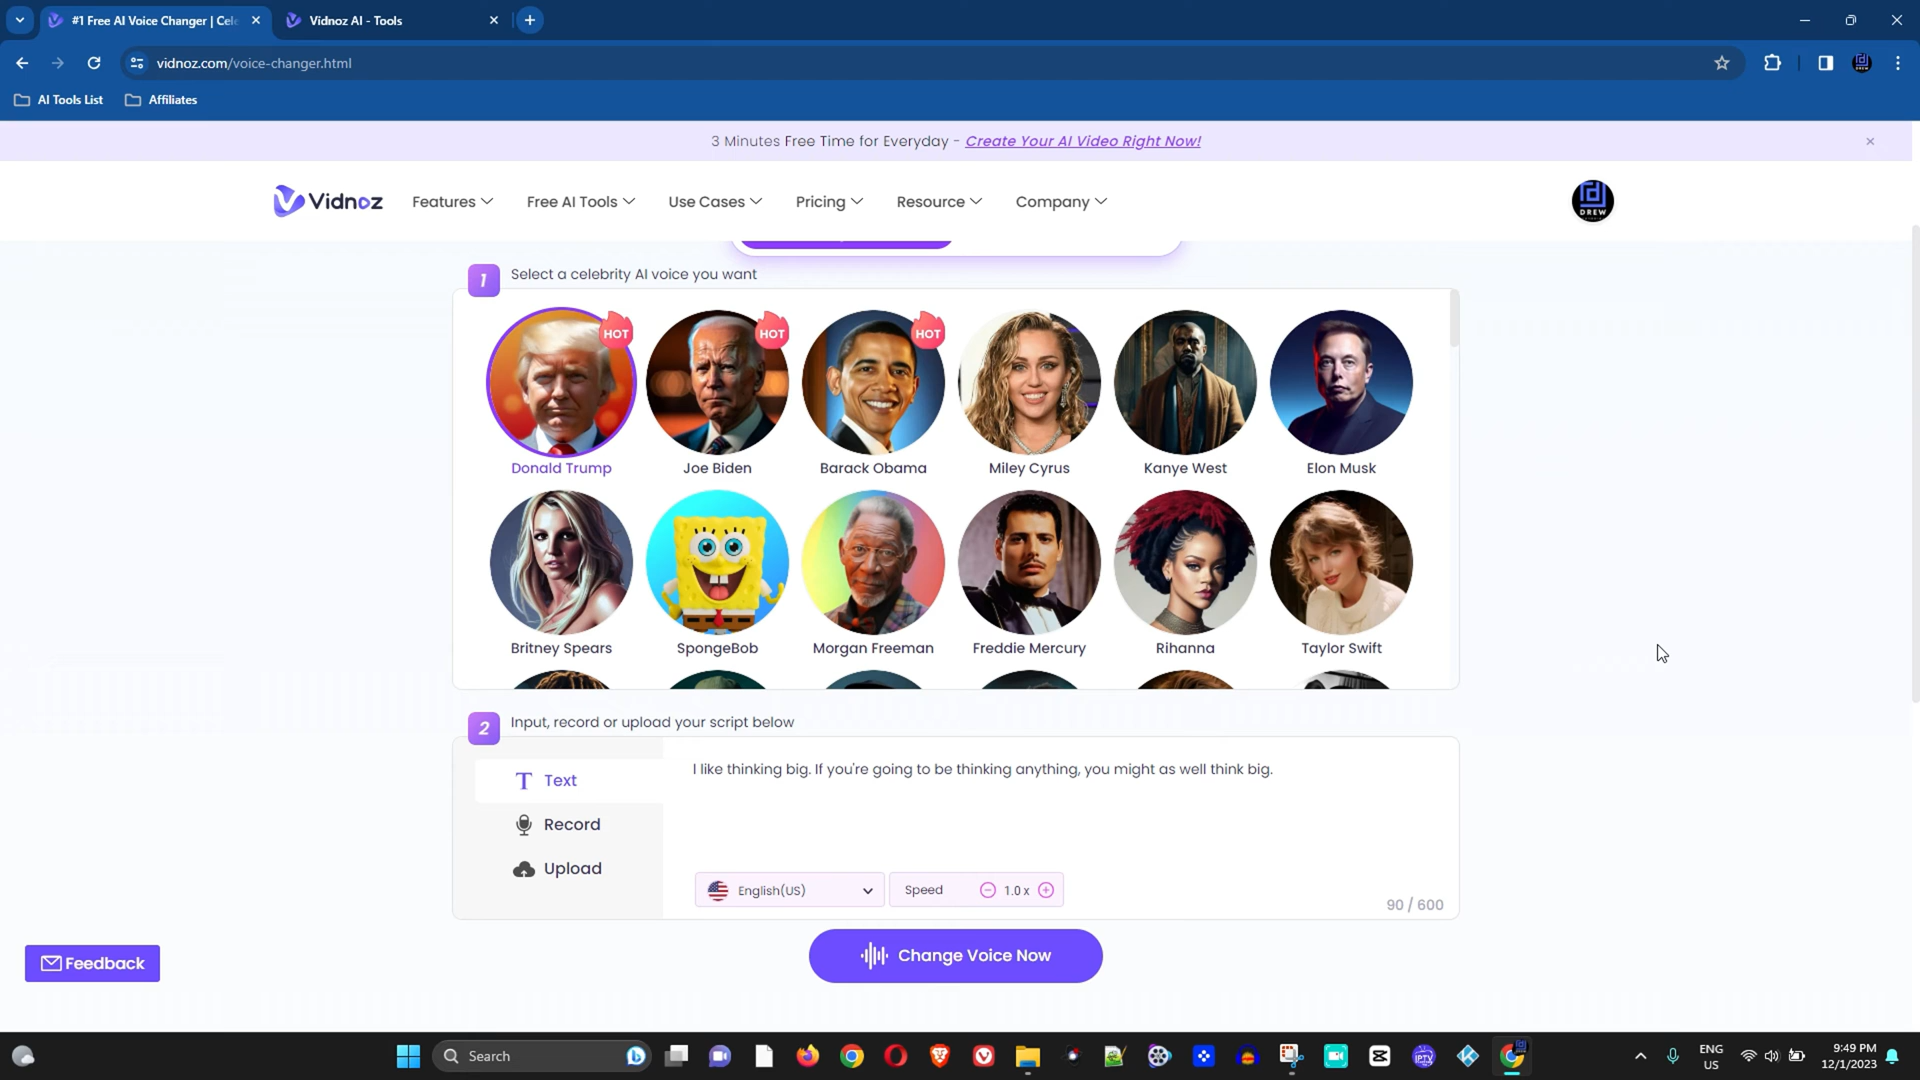 #1 Free AI Voice Changer | Cele
Vidnoz AI - Tools
vidnoz.com/voice-changer.html
AI Tools List
Affiliates
3 Minutes Free Time for Everyday - Create Your AI Video Right Now!
Vidnoz
Features
Free AI Tools
Use Cases
Pricing
Resource
Company
DREW
1
Select a celebrity AI voice you want
HOT
HOT
HOT
Donald Trump
Joe Biden
Barack Obama
Miley Cyrus
Kanye West
Elon Musk
Britney Spears
SpongeBob
Morgan Freeman
Freddie Mercury
Rihanna
Taylor Swift
2
Input, record or upload your script below
T Text
Record
Upload
I like thinking big. If you're going to be thinking anything, you might as well think big.
English(US)
Speed
1.0 x
90 / 600
Feedback
Change Voice Now
Search
IPTV
ENG
US
9:49 PM
12/1/2023